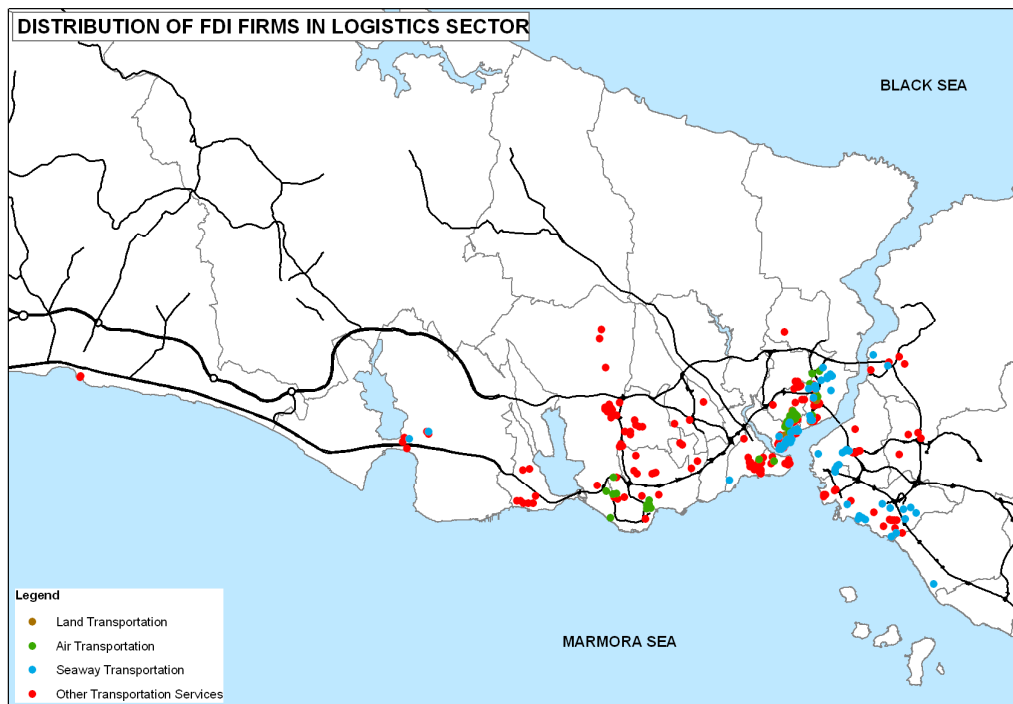 DISTRIBUTION OF FDI FIRMS IN LOGISTICS SECTOR
BLACK SEA
MARMORA SEA
Legend
Land Transportation
Air Transportation
Seaway Transportation
Other Transportation Services